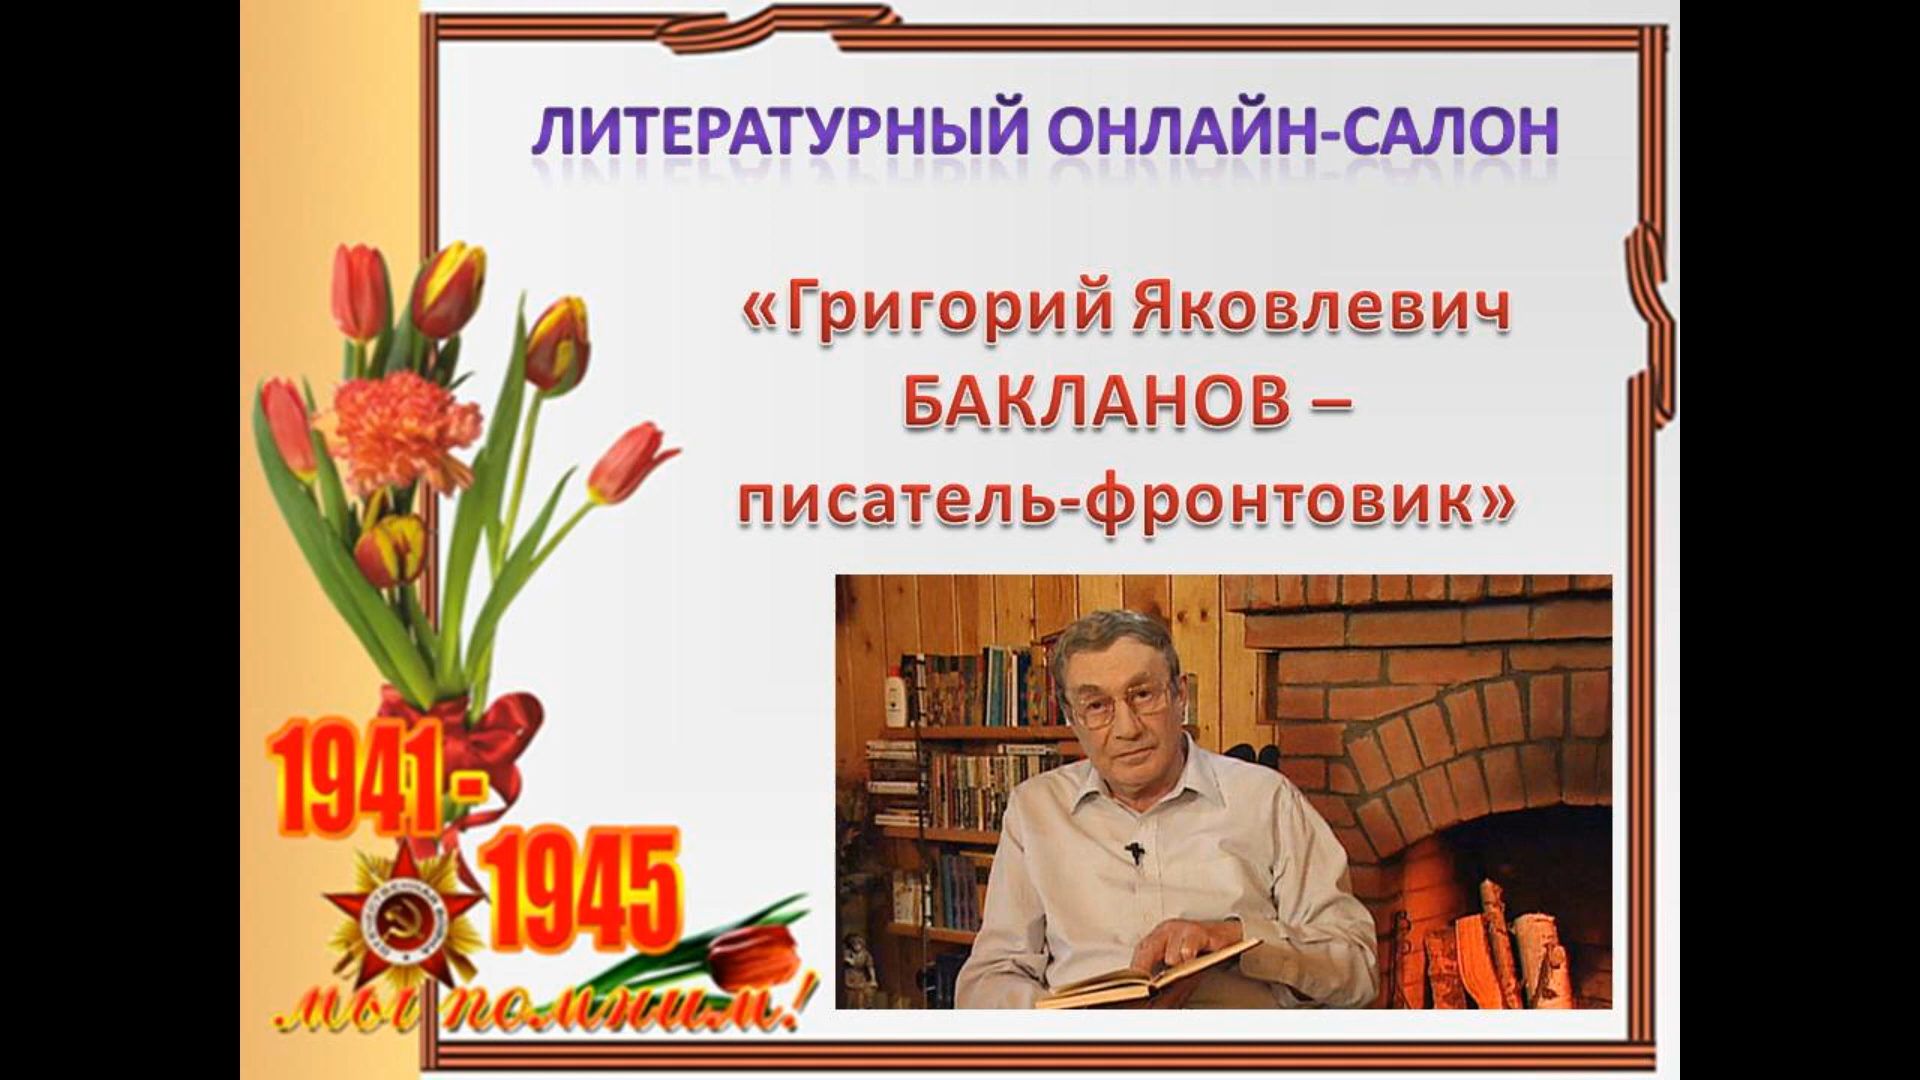 ЛИТЕРАТУРНЫЙ ОНЛАЙН-САЛОН
«Григорий Яковлевич
БАКЛАНОВ –
писатель-фронтовик»
1941-
1945
мы помним!